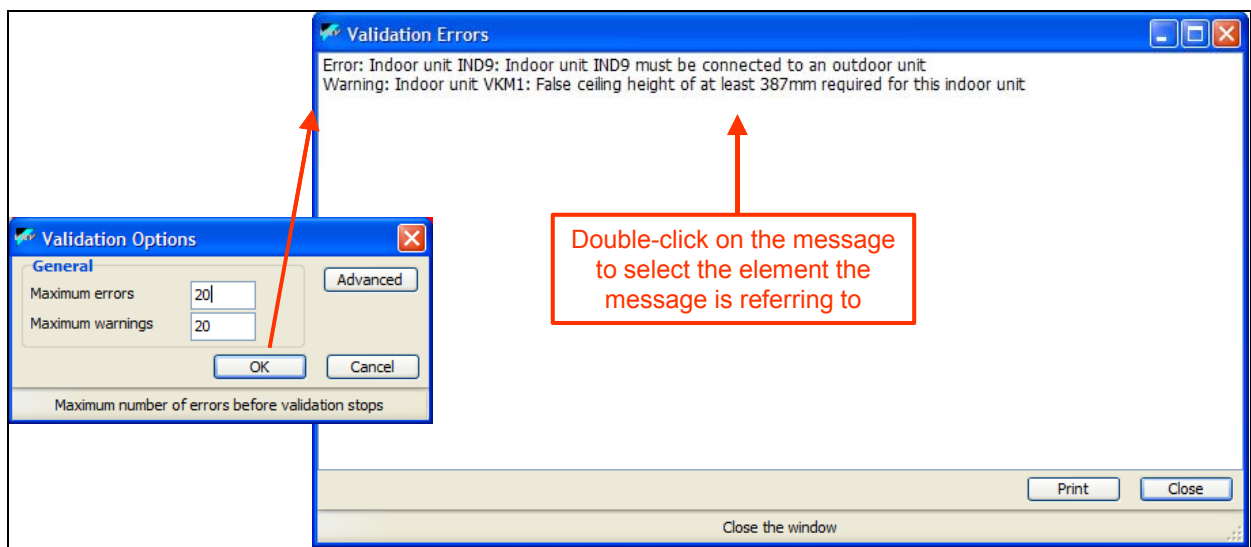 Validation Errors
Error: Indoor unit IND9: Indoor unit IND9 must be connected to an outdoor unit
Warning: Indoor unit VKM1: False ceiling height of at least 387mm required for this indoor unit
Double-click on the message
to select the element the
message is referring to
Print
Close
Close the window
Validation Options
General
Maximum errors 20
Maximum warnings 20
Advanced
OK
Cancel
Maximum number of errors before validation stops